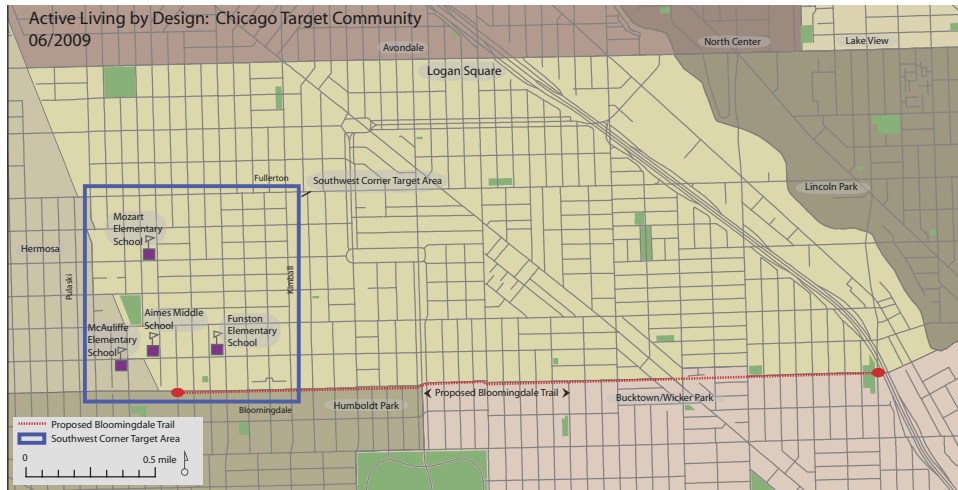 Active Living by Design: Chicago Target Community
06/2009
Avondale
North Center
Lake View
Logan Square
Fullerton
Southwest Corner Target Area
Lincoln Park
Mozart
Elementary
School
Hermosa
Pulaski
Kimball
Aimes Middle
School
Funston
Elementary
School
McAuliffe
Elementary
School
Proposed Bloomingdale Trail
Bucktown/Wicker Park
Humboldt Park
Bloomingdale
Proposed Bloomingdale Trail
Southwest Corner Target Area
0
0.5 mile